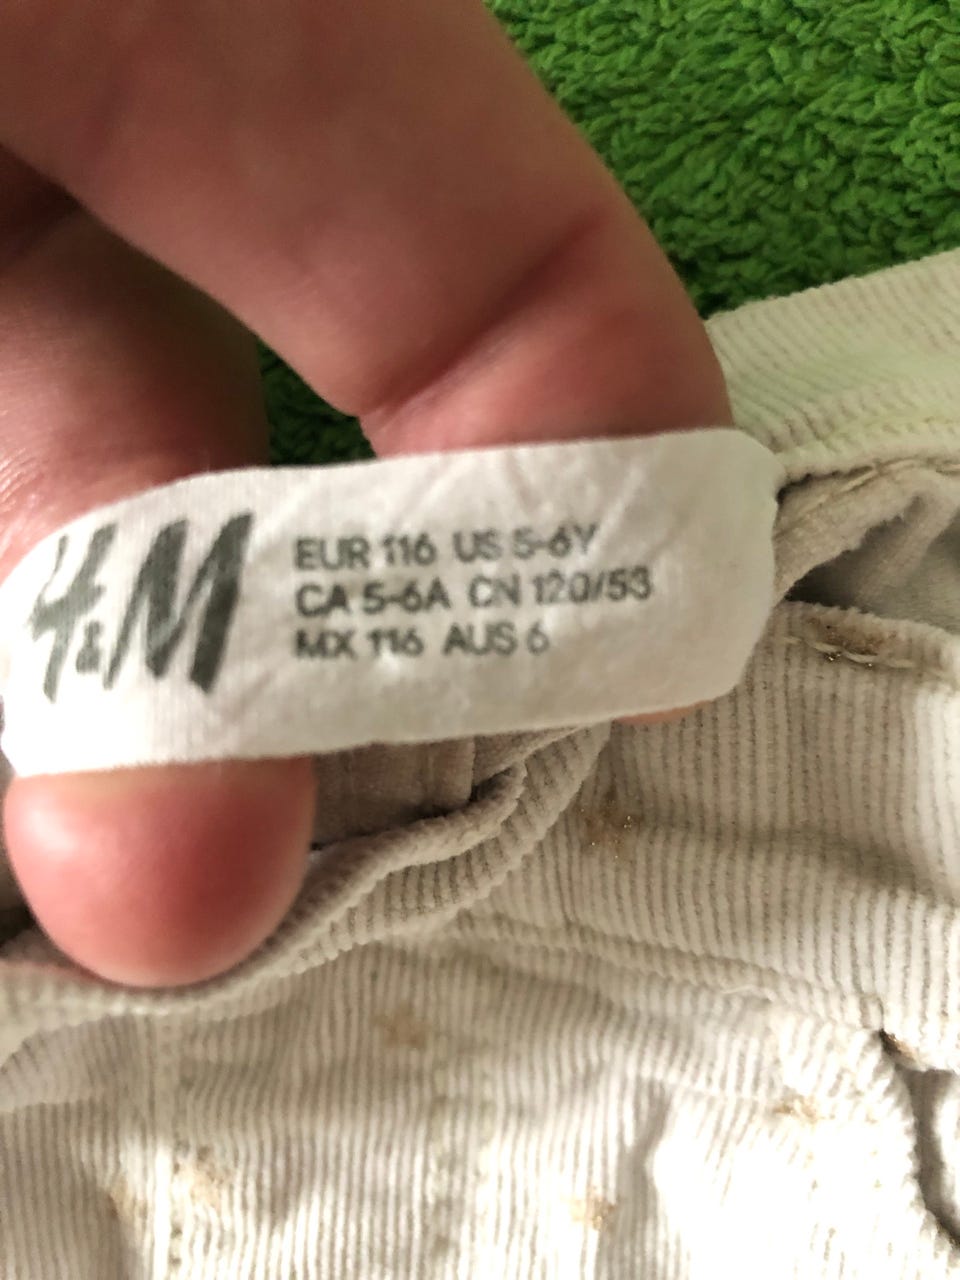 H&M
EUR 116 US 5-6Y
CA 5-6A CN 120/53
MX 116 AUS 6